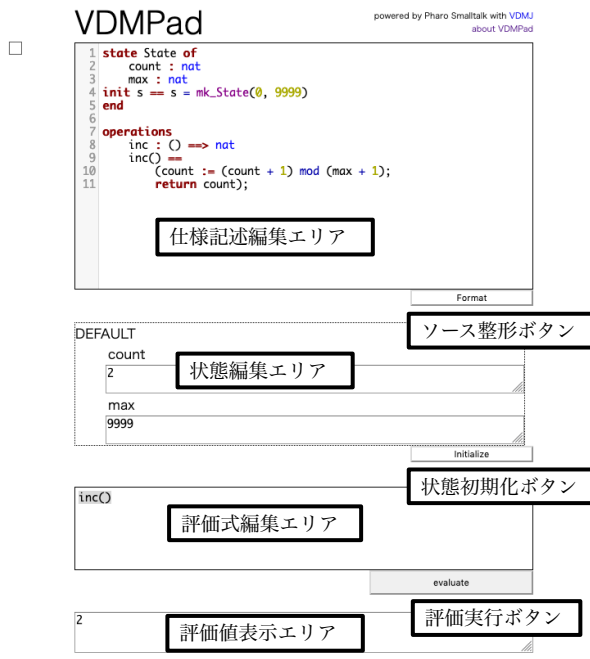 VDMPad
powered by Pharo Smalltalk with VDMJ
about VDMPad
1 state State of
2 count : nat
3 max : nat
4 init s == s = mk_State(0, 9999)
5 end
6
7 operations
8 inc : () ==> nat
9 inc() ==
10 (count := (count + 1) mod (max + 1);
11 return count);
仕様記述編集エリア
Format
ソース整形ボタン
DEFAULT
count
2
状態編集エリア
max
9999
Initialize
状態初期化ボタン
inc()
評価式編集エリア
evaluate
評価実行ボタン
2
評価値表示エリア